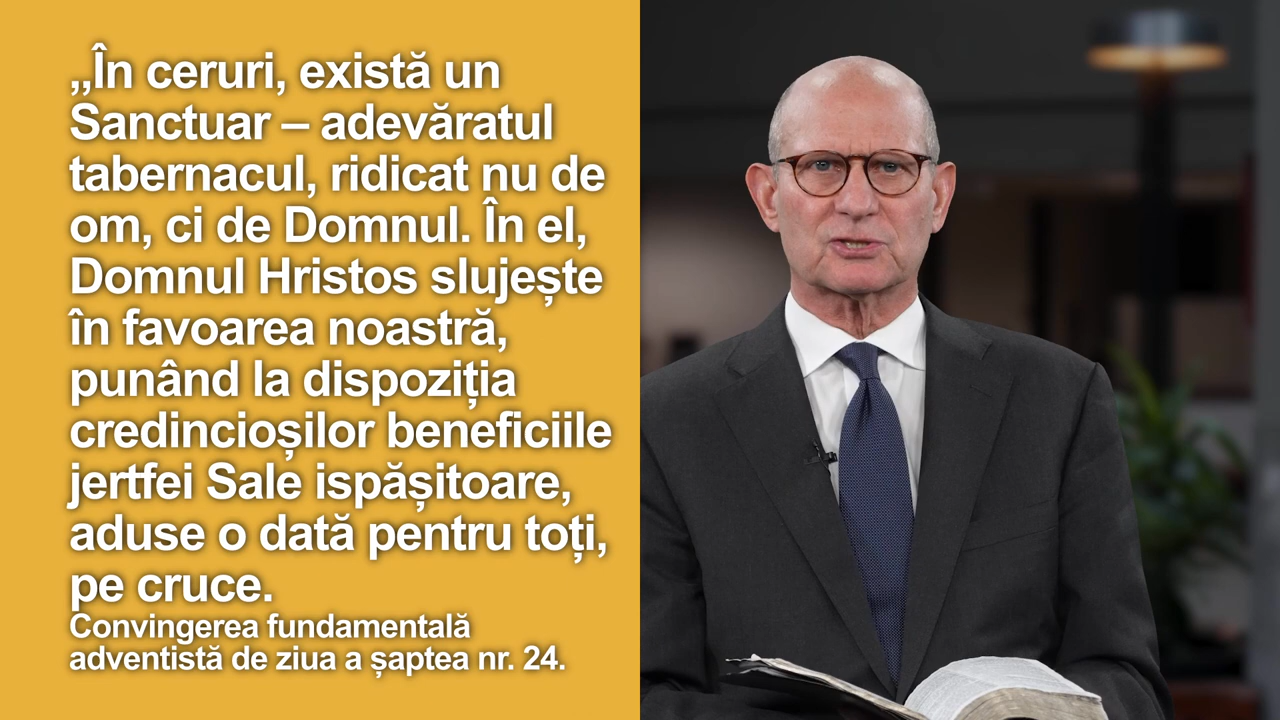 „În ceruri, există un
Sanctuar – adevăratul
tabernacul, ridicat nu de
om, ci de Domnul. În el,
Domnul Hristos slujește
în favoarea noastră,
punând la dispoziția
credincioșilor beneficiile
jertfei Sale ispășitoare,
aduse o dată pentru toți,
pe cruce.
Convingerea fundamentală
adventistă de ziua a șaptea nr. 24.